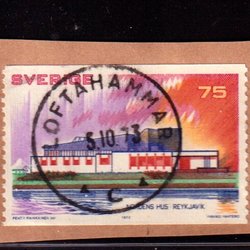 SVERIGE 75
LOFTAHAMMAR
6.10.73
C
NORDENS HUS · REYKJAVIK
1973